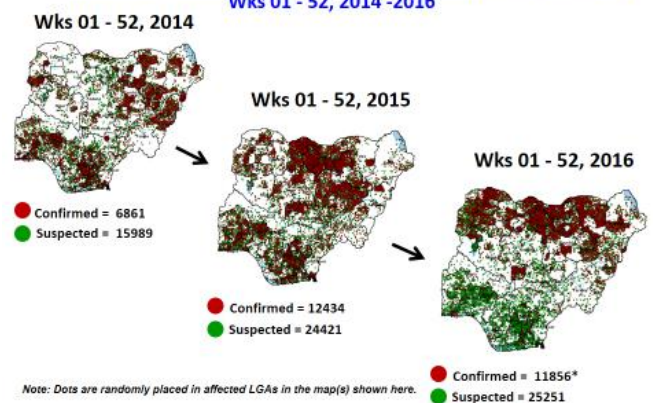 Wks 01 - 52, 2014 -2016
Wks 01 - 52, 2014
Confirmed = 6861
Suspected = 15989
Wks 01 - 52, 2015
Confirmed = 12434
Suspected = 24421
Wks 01 - 52, 2016
Confirmed = 11856*
Suspected = 25251
Note: Dots are randomly placed in affected LGAs in the map(s) shown here.